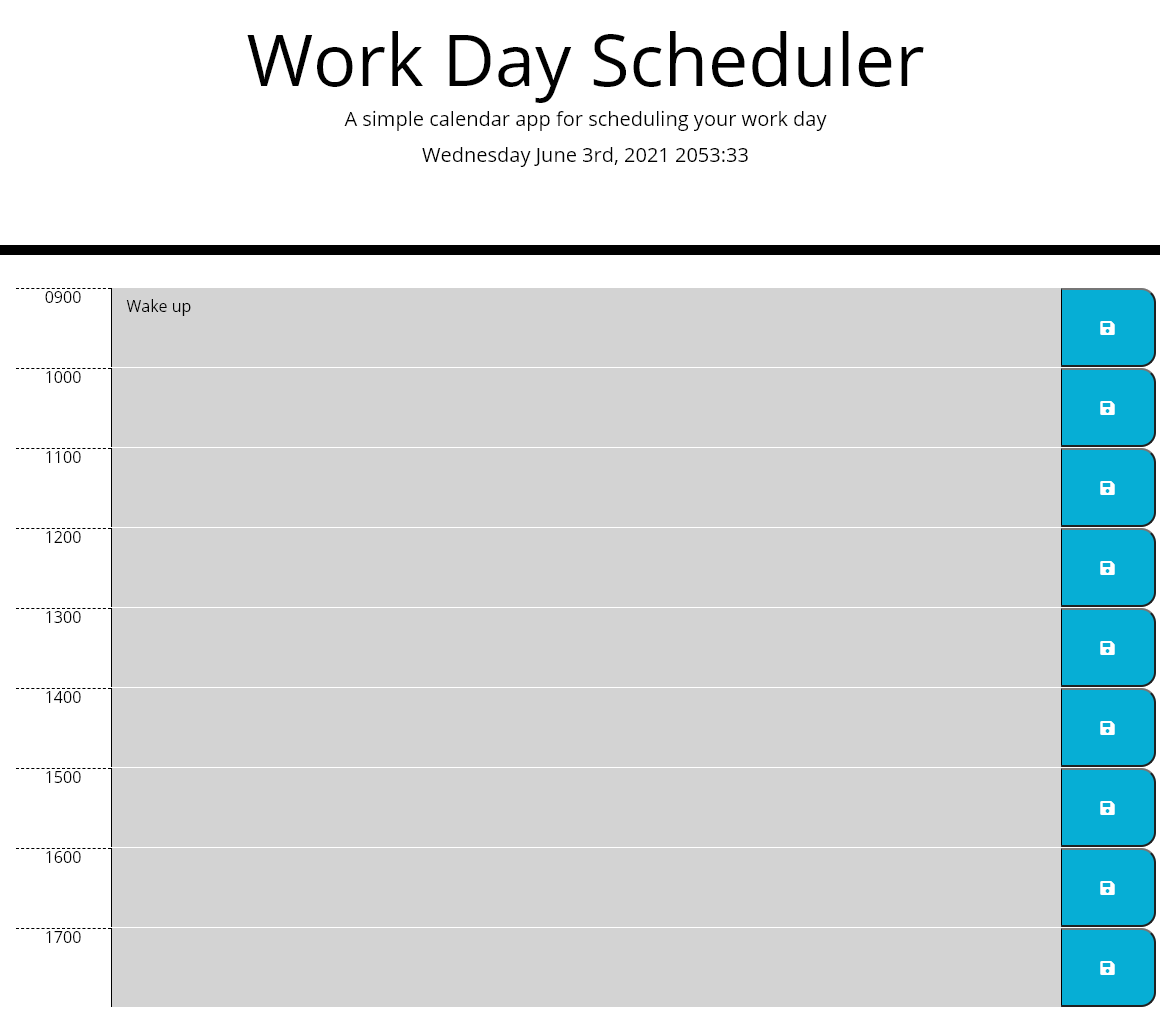 Work Day Scheduler
A simple calendar app for scheduling your work day
Wednesday June 3rd, 2021 2053:33
0900 Wake up
1000
1100
1200
1300
1400
1500
1600
1700